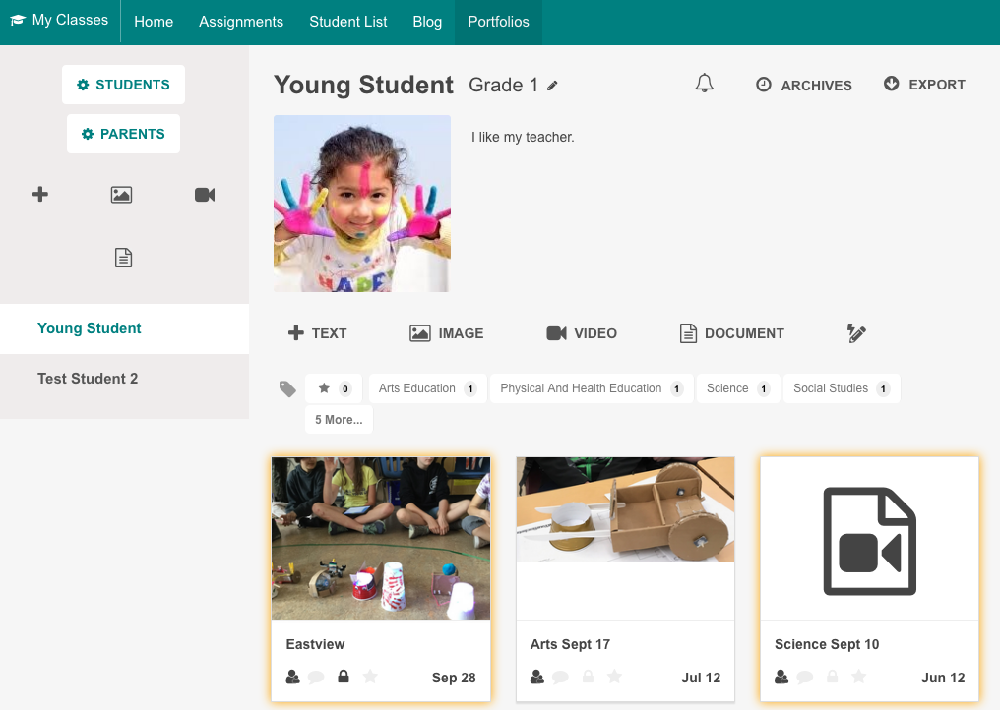 My Classes
Home
Assignments
Student List
Blog
Portfolios
STUDENTS
PARENTS
Young Student
Test Student 2
Young Student
Grade 1
ARCHIVES
EXPORT
I like my teacher.
TEXT
IMAGE
VIDEO
DOCUMENT
0
Arts Education 1
Physical And Health Education 1
Science 1
Social Studies 1
5 More...
Eastview
Sep 28
Arts Sept 17
Jul 12
Science Sept 10
Jun 12